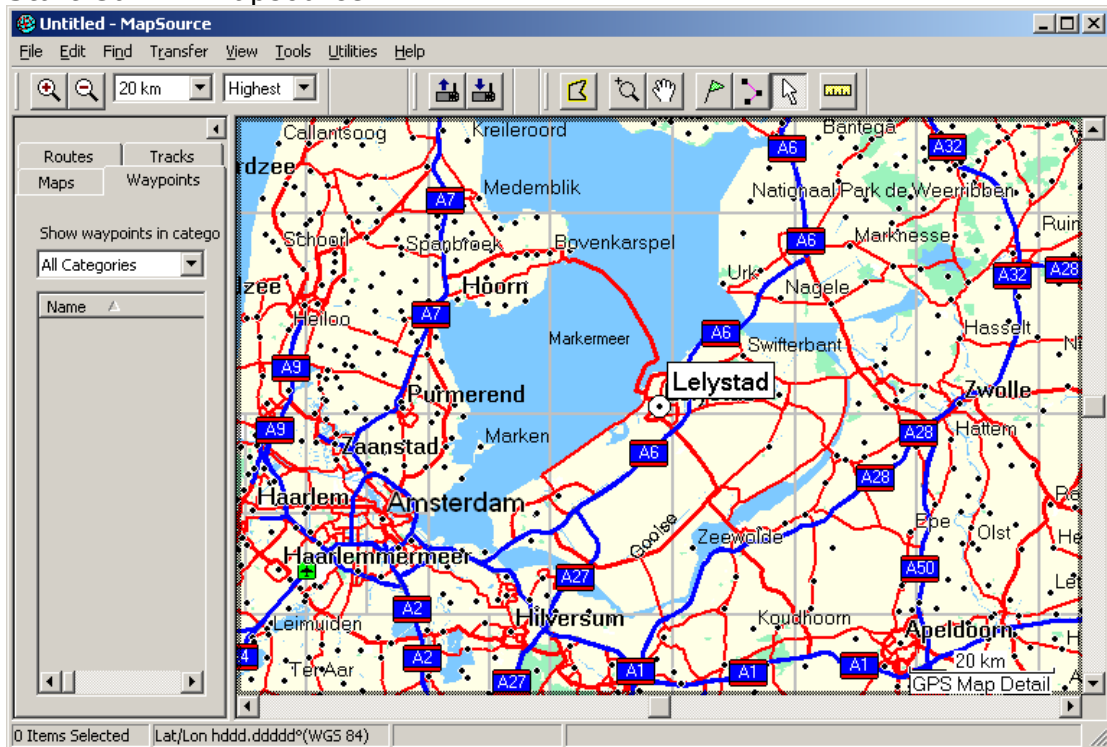 Untitled - MapSource
File Edit Find Transfer View Tools Utilities Help
20 km Highest
Routes Tracks
Maps Waypoints
Show waypoints in catego
All Categories
Name
Callantsoog Kreileroord Bantega
rdzee A6 A32
Medemblik Nationaal Park de Weerribben
A7
Schoorl Spanbroek Bovenkarspel A6 Marknesse Ruin
Urk A32 A28
zee Hoorn Nagele
Heiloo A7 A6 Hasselt
Markermeer Swifterbant
A9 Lelystad Zwolle
Purmerend
A9 Zaanstad Marken A6 A28 Hattem
A28
Haarlem Amsterdam
Goolse Zeewolde Epe Olst He
Haarlemmermeer A27 A50
A2 Hilversum Koudhoorn
Leimuiden Apeldoorn
4 Ter Aar A2 A27 A1 A1 A1 20 km
GPS Map Detail
0 Items Selected Lat/Lon hddd.ddddd°(WGS 84)